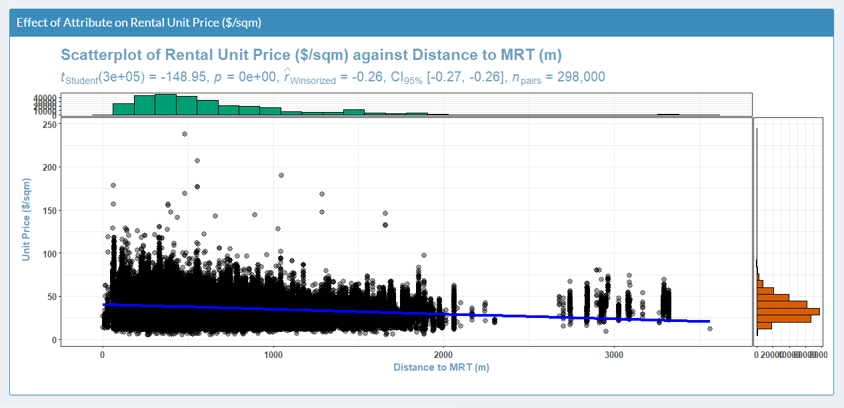 Effect of Attribute on Rental Unit Price ($/sqm)
Scatterplot of Rental Unit Price ($/sqm) against Distance to MRT (m)
tStudent(3e+05) = -148.95, p = 0e+00, r̂Winsorized = -0.26, CI95% [-0.27, -0.26], npairs = 298,000
40000
0
250
200
150
100
50
0
Unit Price ($/sqm)
0 1000 2000 3000
Distance to MRT (m)